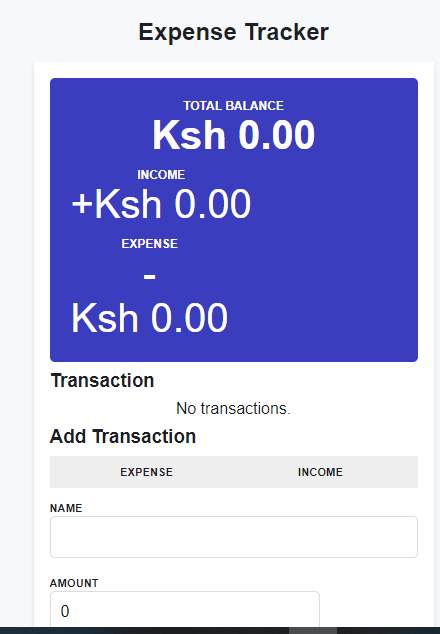 Expense Tracker
TOTAL BALANCE
Ksh 0.00
INCOME
+Ksh 0.00
EXPENSE
-
Ksh 0.00
Transaction
No transactions.
Add Transaction
EXPENSE INCOME
NAME
AMOUNT
0